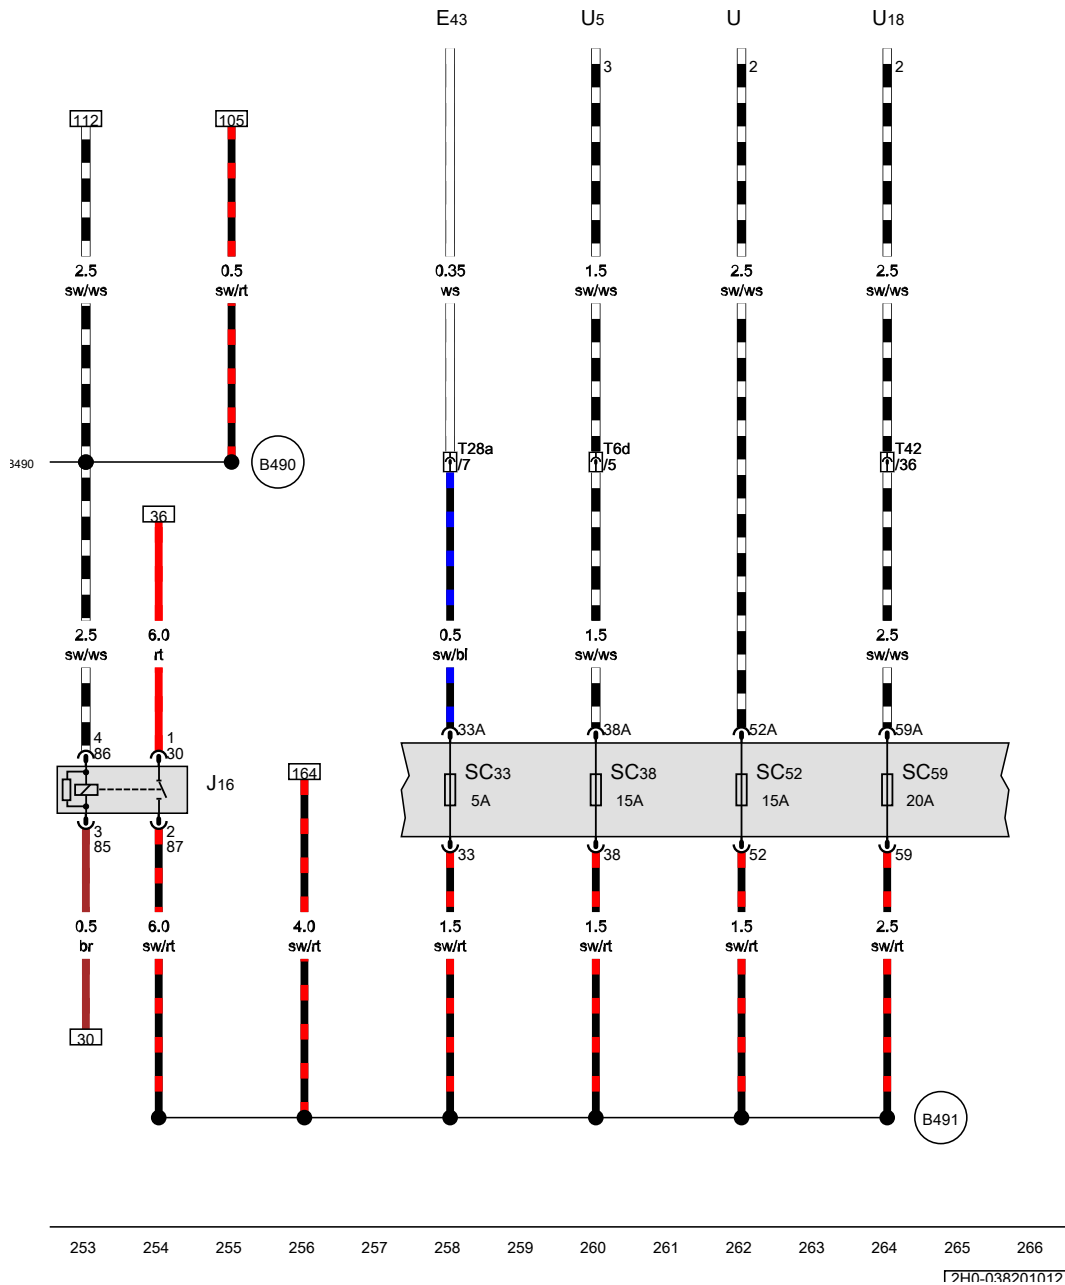 E43 U5 U U18
3 2 2
112 105
2.5 0.5 0.35 1.5 2.5 2.5
sw/ws sw/rt ws sw/ws sw/ws sw/ws
T28a T6d T42
/7 /5 /36
B490 B490
36
2.5 6.0 0.5 1.5 2.5
sw/ws rt sw/bl sw/ws sw/ws
33A 38A 52A 59A
4 1
86 30
164 SC33 SC38 SC52 SC59
J16
5A 15A 15A 20A
3 2
85 87
33 38 52 59
0.5 6.0 4.0 1.5 1.5 1.5 2.5
br sw/rt sw/rt sw/rt sw/rt sw/rt sw/rt
30
B491
253 254 255 256 257 258 259 260 261 262 263 264 265 266
2H0-038201012